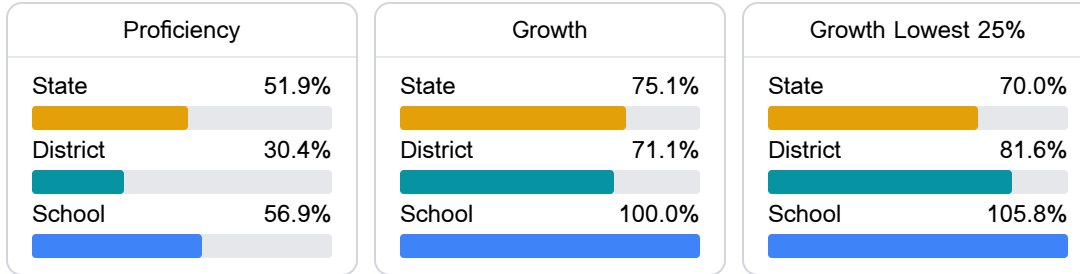 Proficiency
State 51.9%
District 30.4%
School 56.9%
Growth
State 75.1%
District 71.1%
School 100.0%
Growth Lowest 25%
State 70.0%
District 81.6%
School 105.8%